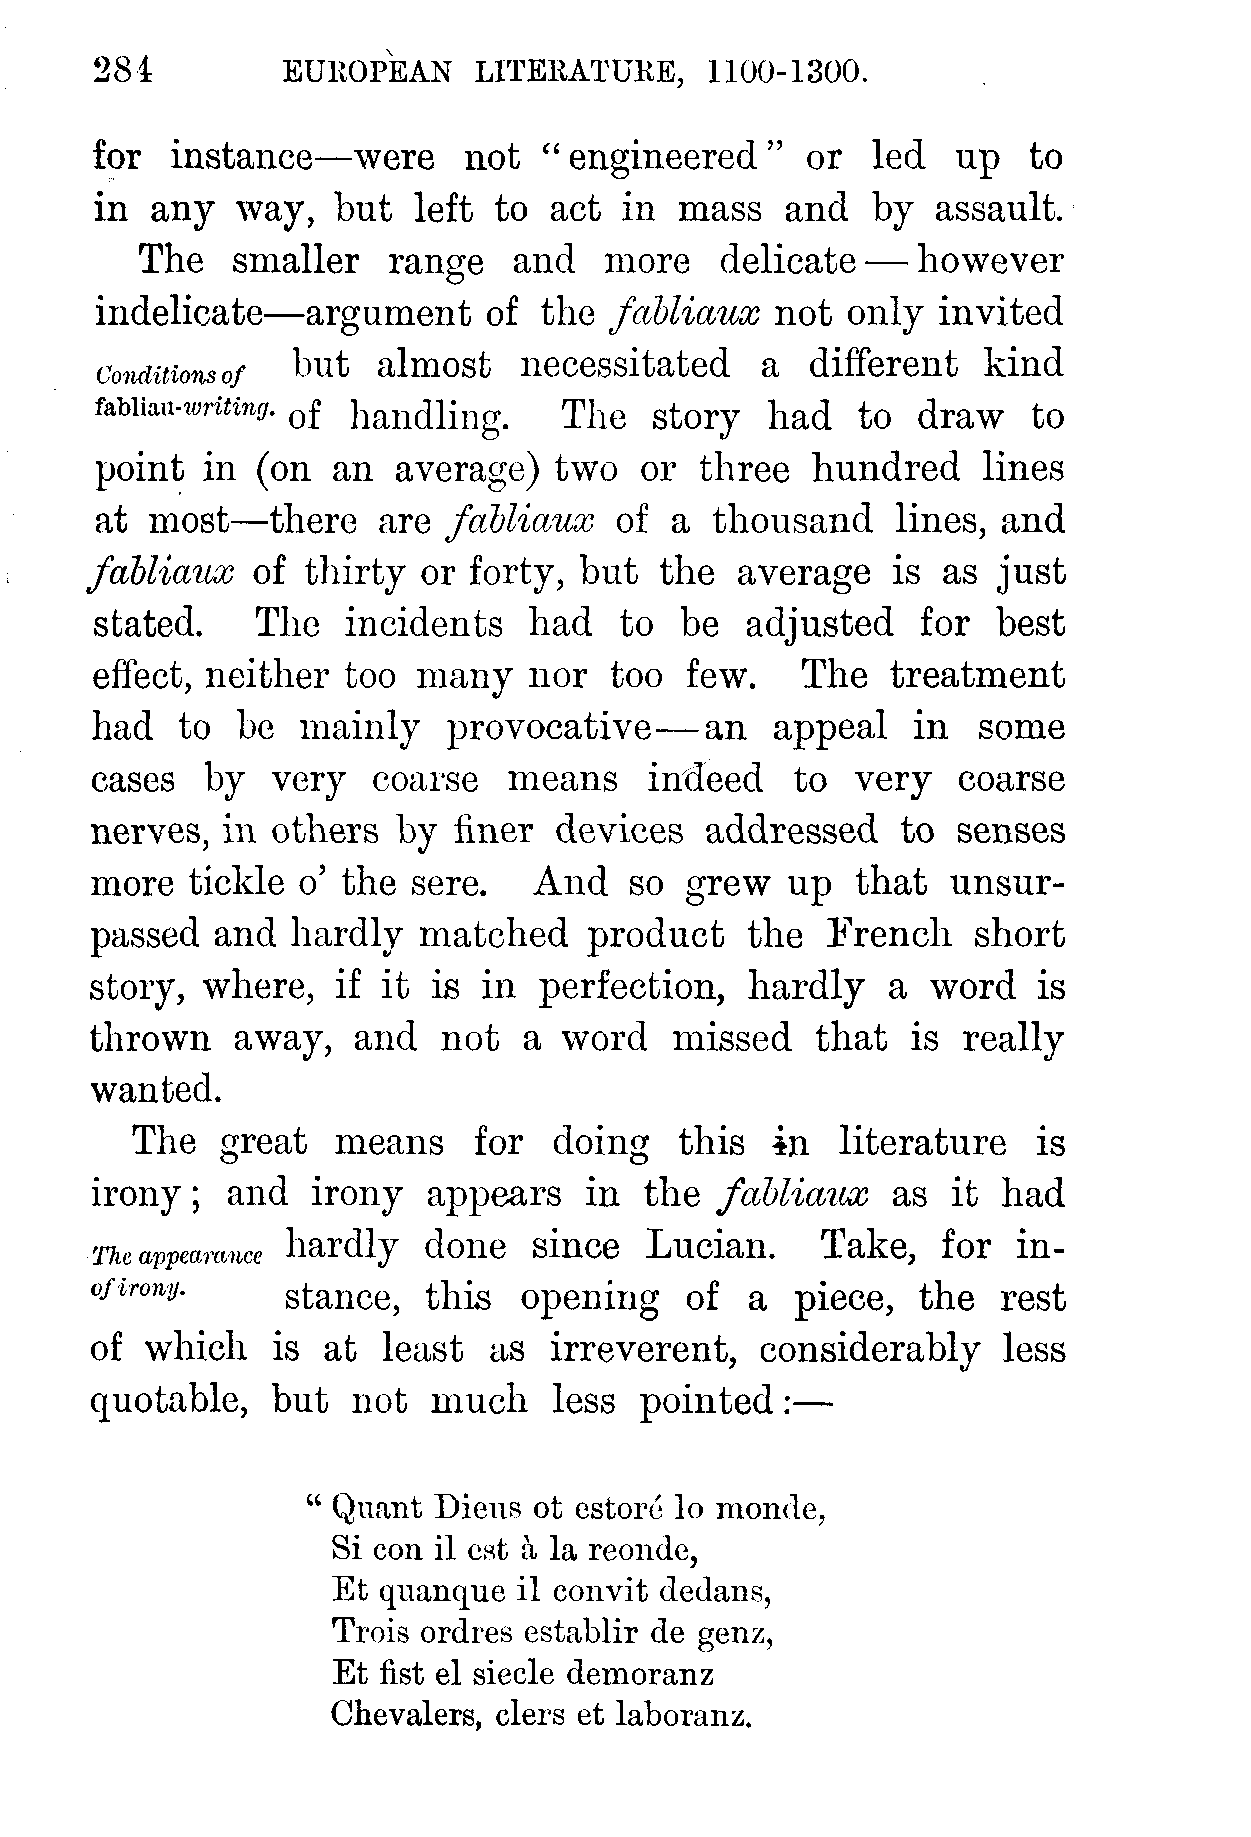 284 EUROPEAN LITERATURE, 1100-1300.
for instance—were not “engineered” or led up to
in any way, but left to act in mass and by assault.
The smaller range and more delicate — however
indelicate—argument of the fabliaux not only invited
Conditions of but almost necessitated a different kind
fabliau-writing. of handling. The story had to draw to
point in (on an average) two or three hundred lines
at most—there are fabliaux of a thousand lines, and
fabliaux of thirty or forty, but the average is as just
stated. The incidents had to be adjusted for best
effect, neither too many nor too few. The treatment
had to be mainly provocative—an appeal in some
cases by very coarse means indeed to very coarse
nerves, in others by finer devices addressed to senses
more tickle o’ the sere. And so grew up that unsur-
passed and hardly matched product the French short
story, where, if it is in perfection, hardly a word is
thrown away, and not a word missed that is really
wanted.
The great means for doing this in literature is
irony; and irony appears in the fabliaux as it had
The appearance hardly done since Lucian. Take, for in-
of irony. stance, this opening of a piece, the rest
of which is at least as irreverent, considerably less
quotable, but not much less pointed:—
“Quant Dieus ot estoré lo monde,
Si con il est à la reonde,
Et quanque il convit dedans,
Trois ordres establir de genz,
Et fist el siecle demoranz
Chevalers, clers et laboranz.